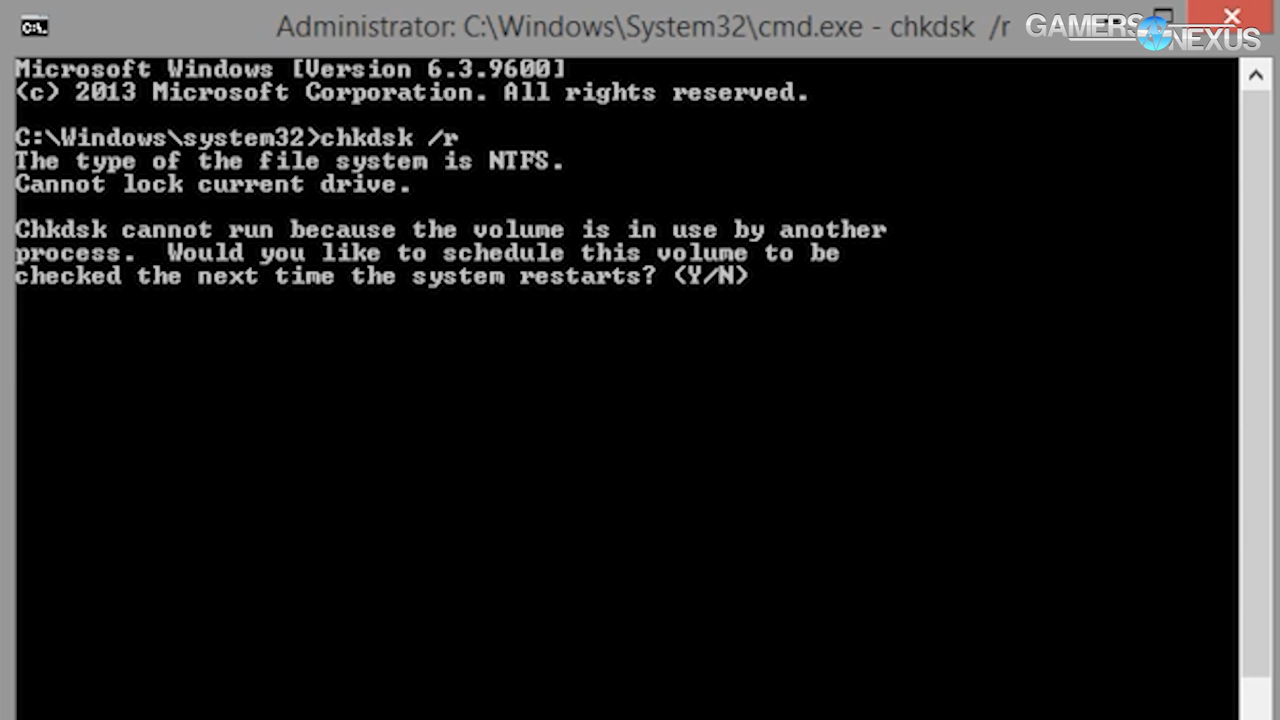 Administrator: C:\Windows\System32\cmd.exe - chkdsk /r
GAMERS
NEXUS
C:\.
Microsoft Windows [Version 6.3.9600]
(c) 2013 Microsoft Corporation. All rights reserved.
C:\Windows\system32>chkdsk /r
The type of the file system is NTFS.
Cannot lock current drive.
Chkdsk cannot run because the volume is in use by another
process.  Would you like to schedule this volume to be
checked the next time the system restarts? (Y/N)